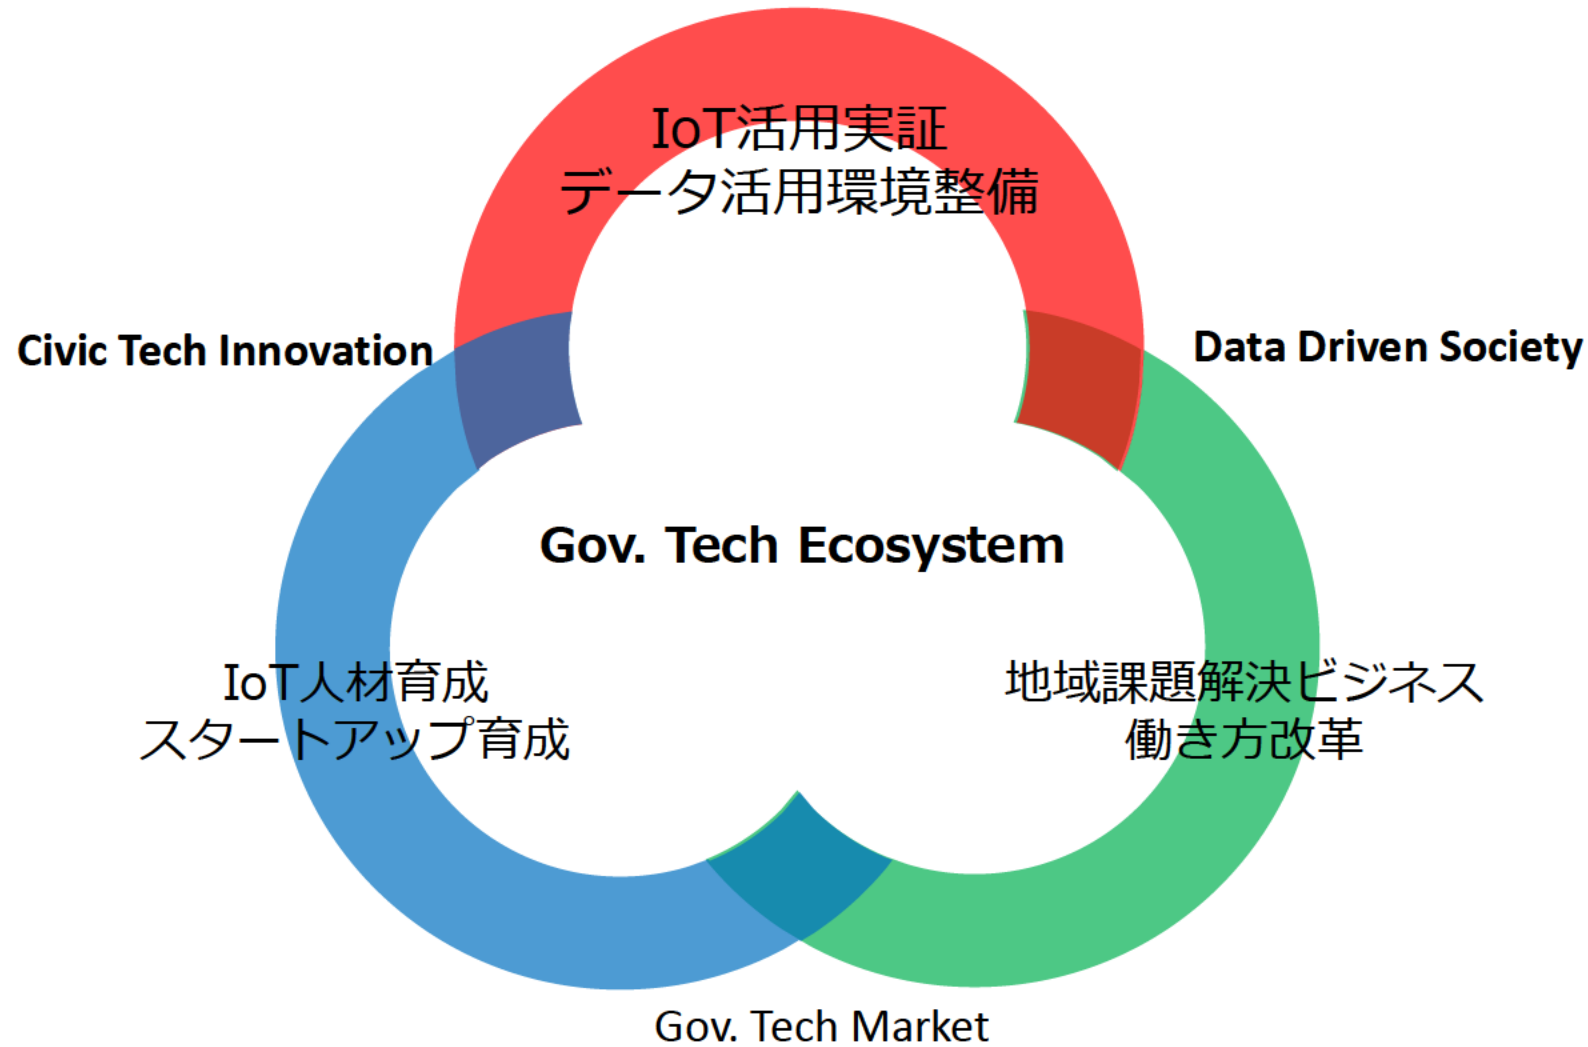 IoT活用実証
データ活用環境整備
Civic Tech Innovation
Data Driven Society
Gov. Tech Ecosystem
IoT人材育成
スタートアップ育成
地域課題解決ビジネス
働き方改革
Gov. Tech Market